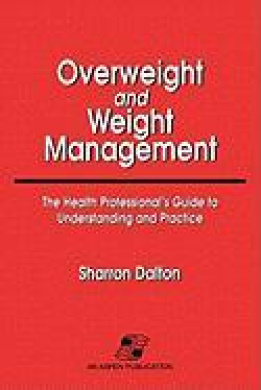 Overweight
and
Weight
Management
The Health Professional's Guide to
Understanding and Practice
Sharron Dalton
AN ASPEN PUBLICATION